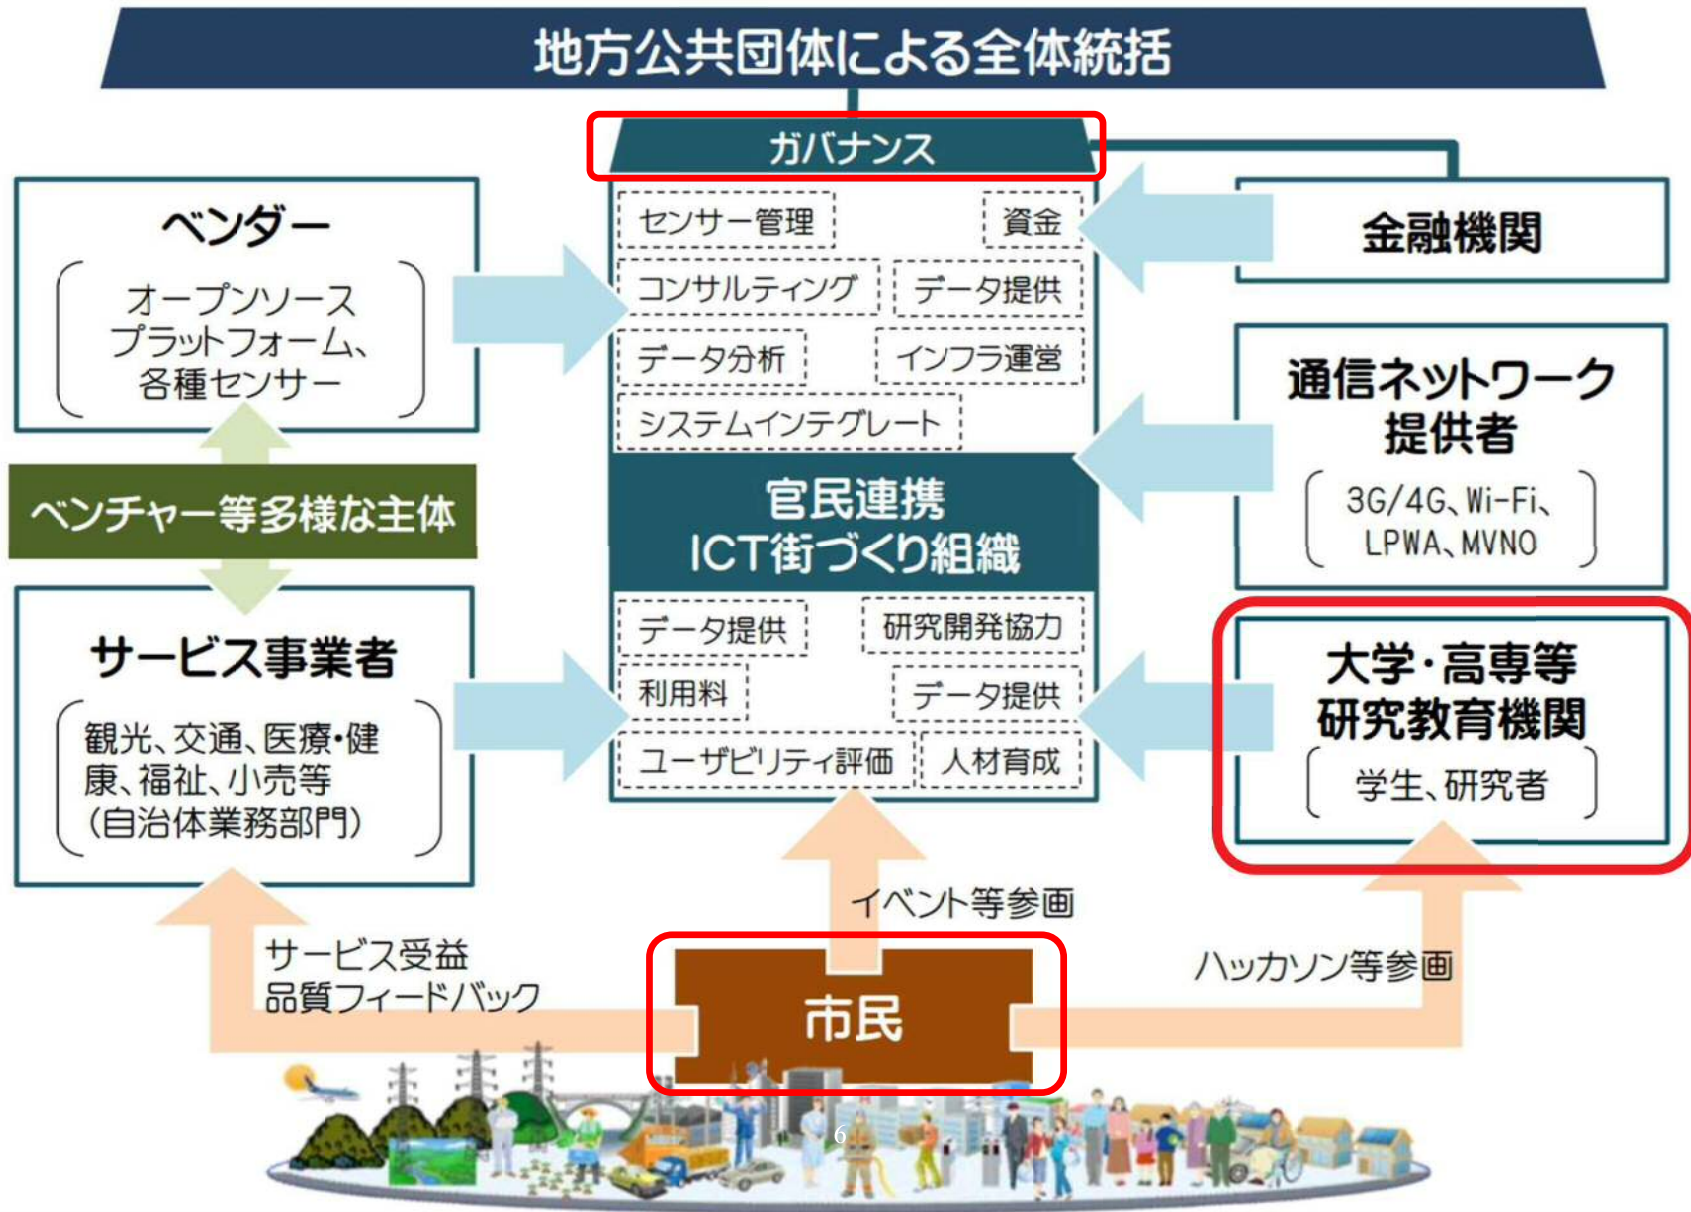 地方公共団体による全体統括
ガバナンス
ベンダー
オープンソース
プラットフォーム、
各種センサー
ベンチャー等多様な主体
サービス事業者
観光、交通、医療・健
康、福祉、小売等
(自治体業務部門)
センサー管理
資金
コンサルティング
データ提供
データ分析
インフラ運営
システムインテグレート
官民連携
ICT街づくり組織
データ提供
研究開発協力
利用料
データ提供
ユーザビリティ評価
人材育成
金融機関
通信ネットワーク
提供者
3G/4G、Wi-Fi、
LPWA、MVNO
大学・高専等
研究教育機関
学生、研究者
サービス受益
品質フィードバック
イベント等参画
ハッカソン等参画
市民
6